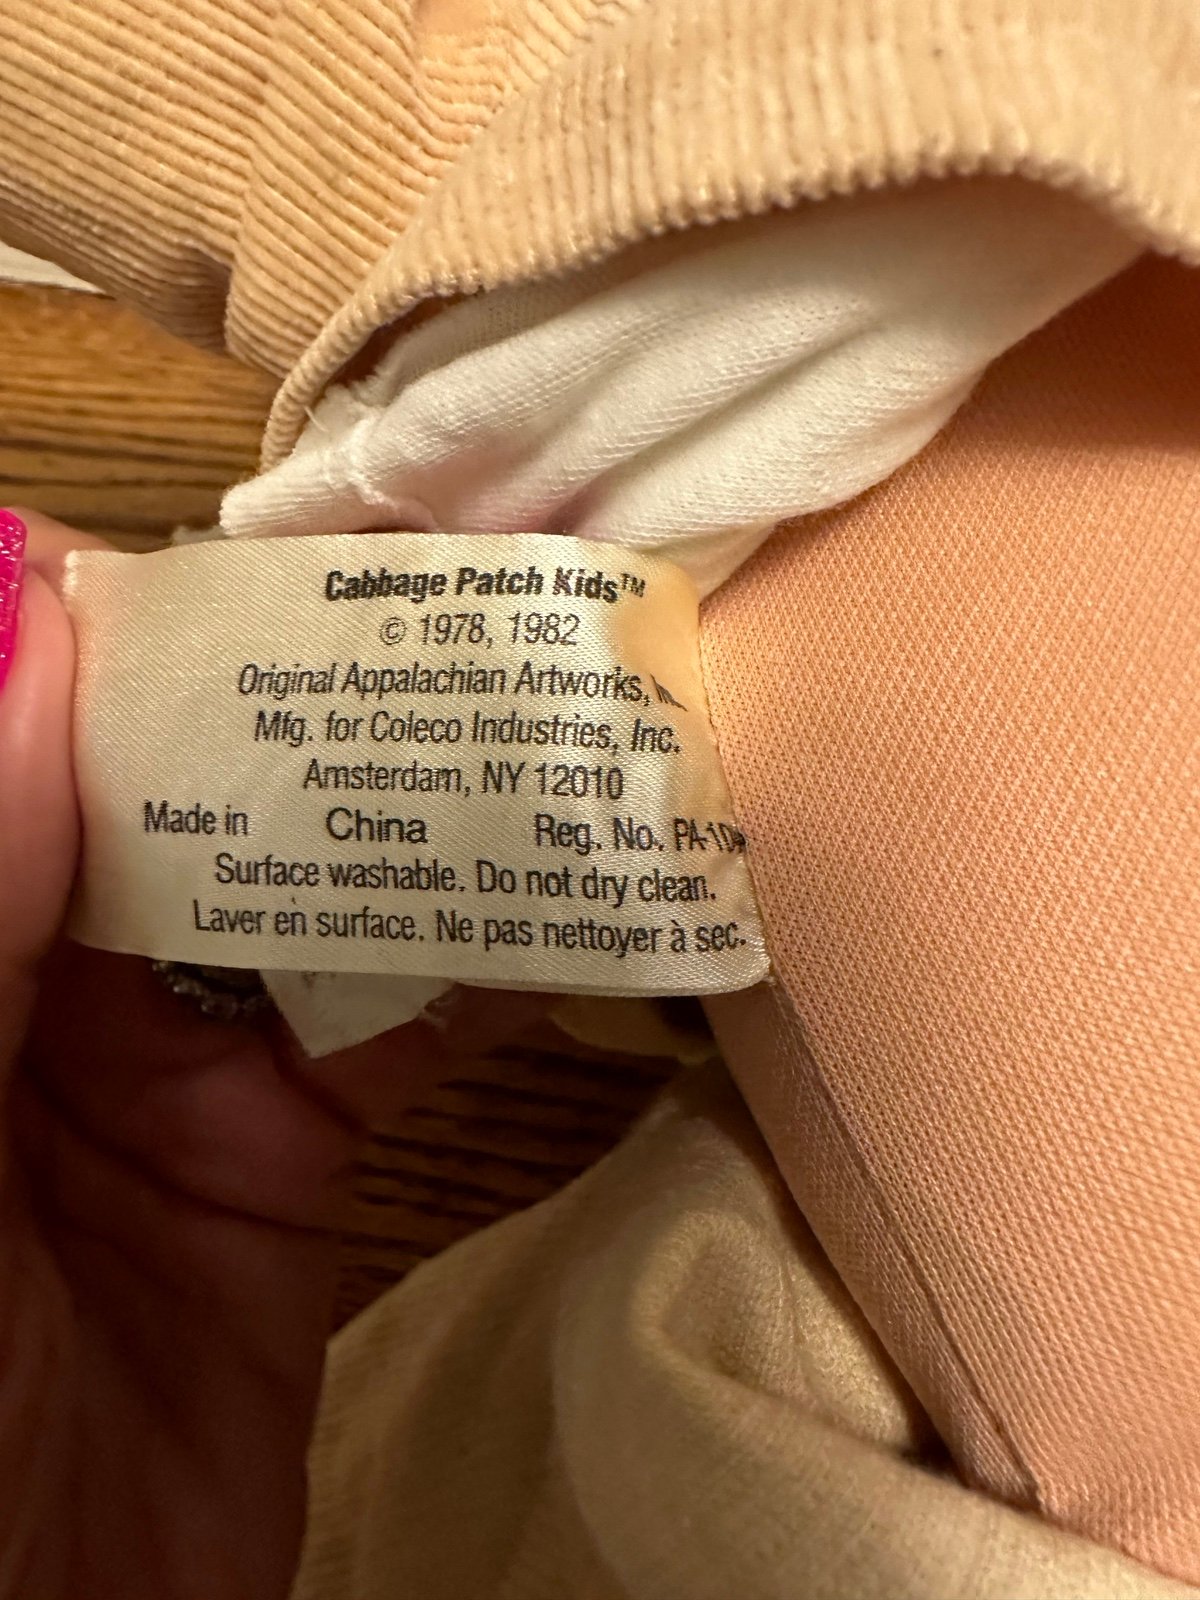 Cabbage Patch Kids™
© 1978, 1982
Original Appalachian Artworks,
Mfg. for Coleco Industries, Inc.
Amsterdam, NY 12010
Made in China Reg. No.
Surface washable. Do not dry clean.
Laver en surface. Ne pas nettoyer à sec.